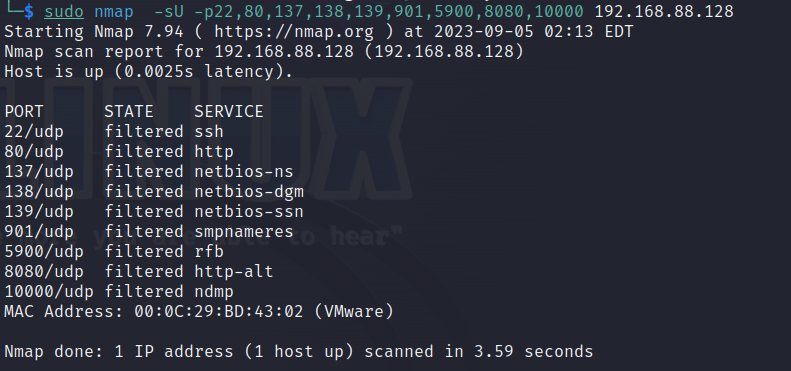 └─$ sudo nmap  -sU -p22,80,137,138,139,901,5900,8080,10000 192.168.88.128
Starting Nmap 7.94 ( https://nmap.org ) at 2023-09-05 02:13 EDT
Nmap scan report for 192.168.88.128 (192.168.88.128)
Host is up (0.0025s latency).

PORT      STATE    SERVICE
22/udp    filtered ssh
80/udp    filtered http
137/udp   filtered netbios-ns
138/udp   filtered netbios-dgm
139/udp   filtered netbios-ssn
901/udp   filtered smpnameres
5900/udp  filtered rfb
8080/udp  filtered http-alt
10000/udp filtered ndmp
MAC Address: 00:0C:29:BD:43:02 (VMware)

Nmap done: 1 IP address (1 host up) scanned in 3.59 seconds
to hear"